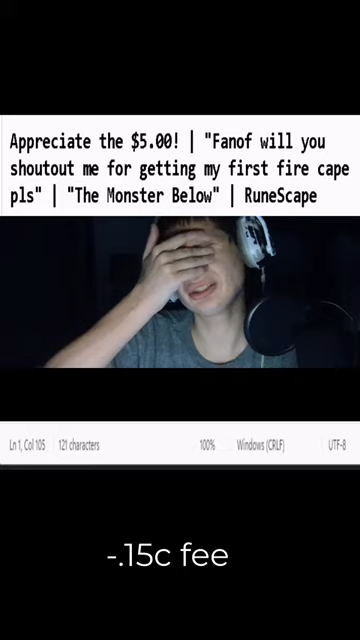 Appreciate the $5.00! | "Fanof will you
shoutout me for getting my first fire cape
pls" | "The Monster Below" | RuneScape
Ln 1, Col 105 121 characters 100% Windows (CRLF) UTF-8
-.15c fee